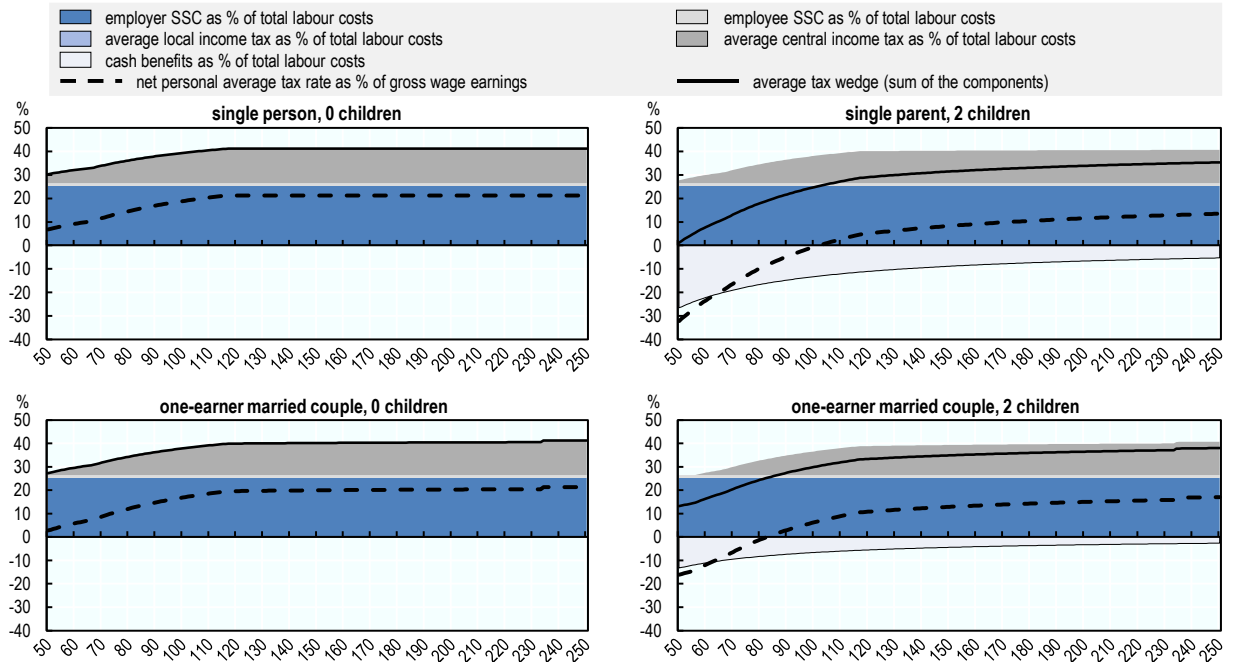 employer SSC as % of total labour costs
employee SSC as % of total labour costs
average local income tax as % of total labour costs
average central income tax as % of total labour costs
cash benefits as % of total labour costs
net personal average tax rate as % of gross wage earnings
average tax wedge (sum of the components)
single person, 0 children
%
50
40
30
20
10
0
-10
-20
-30
-40
50 60 70 80 90 100 110 120 130 140 150 160 170 180 190 200 210 220 230 240 250
single parent, 2 children
%
50
40
30
20
10
0
-10
-20
-30
-40
50 60 70 80 90 100 110 120 130 140 150 160 170 180 190 200 210 220 230 240 250
one-earner married couple, 0 children
%
50
40
30
20
10
0
-10
-20
-30
-40
50 60 70 80 90 100 110 120 130 140 150 160 170 180 190 200 210 220 230 240 250
one-earner married couple, 2 children
%
50
40
30
20
10
0
-10
-20
-30
-40
50 60 70 80 90 100 110 120 130 140 150 160 170 180 190 200 210 220 230 240 250